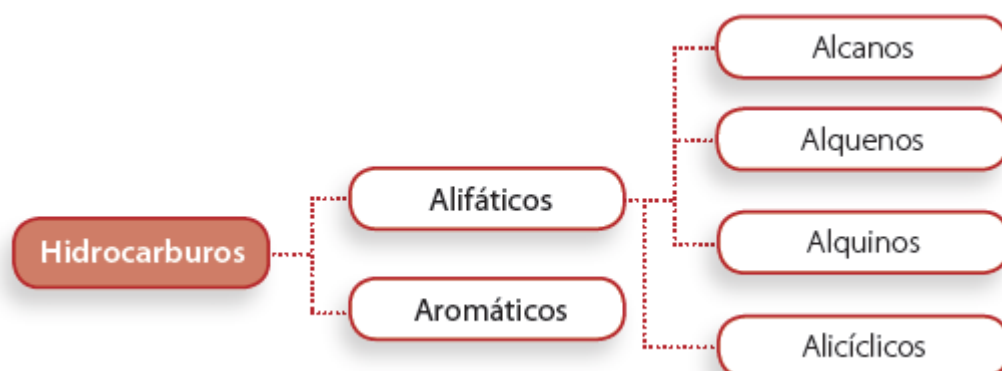 Hidrocarburos
Alifáticos
Aromáticos
Alcanos
Alquenos
Alquinos
Alicíclicos